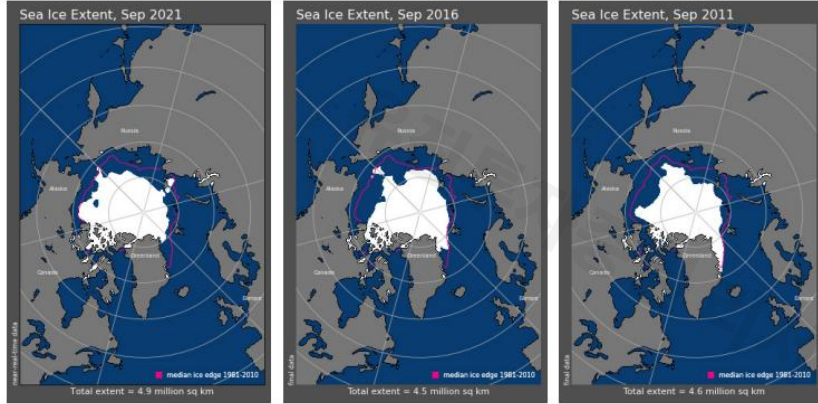 Sea Ice Extent, Sep 2021
Russia
Alaska
Canada
Greenland
Europe
near-real-time data
median ice edge 1981-2010
Total extent = 4.9 million sq km
Sea Ice Extent, Sep 2016
Russia
Alaska
Canada
Greenland
Europe
final data
median ice edge 1981-2010
Total extent = 4.5 million sq km
Sea Ice Extent, Sep 2011
Russia
Alaska
Canada
Greenland
Europe
final data
median ice edge 1981-2010
Total extent = 4.6 million sq km